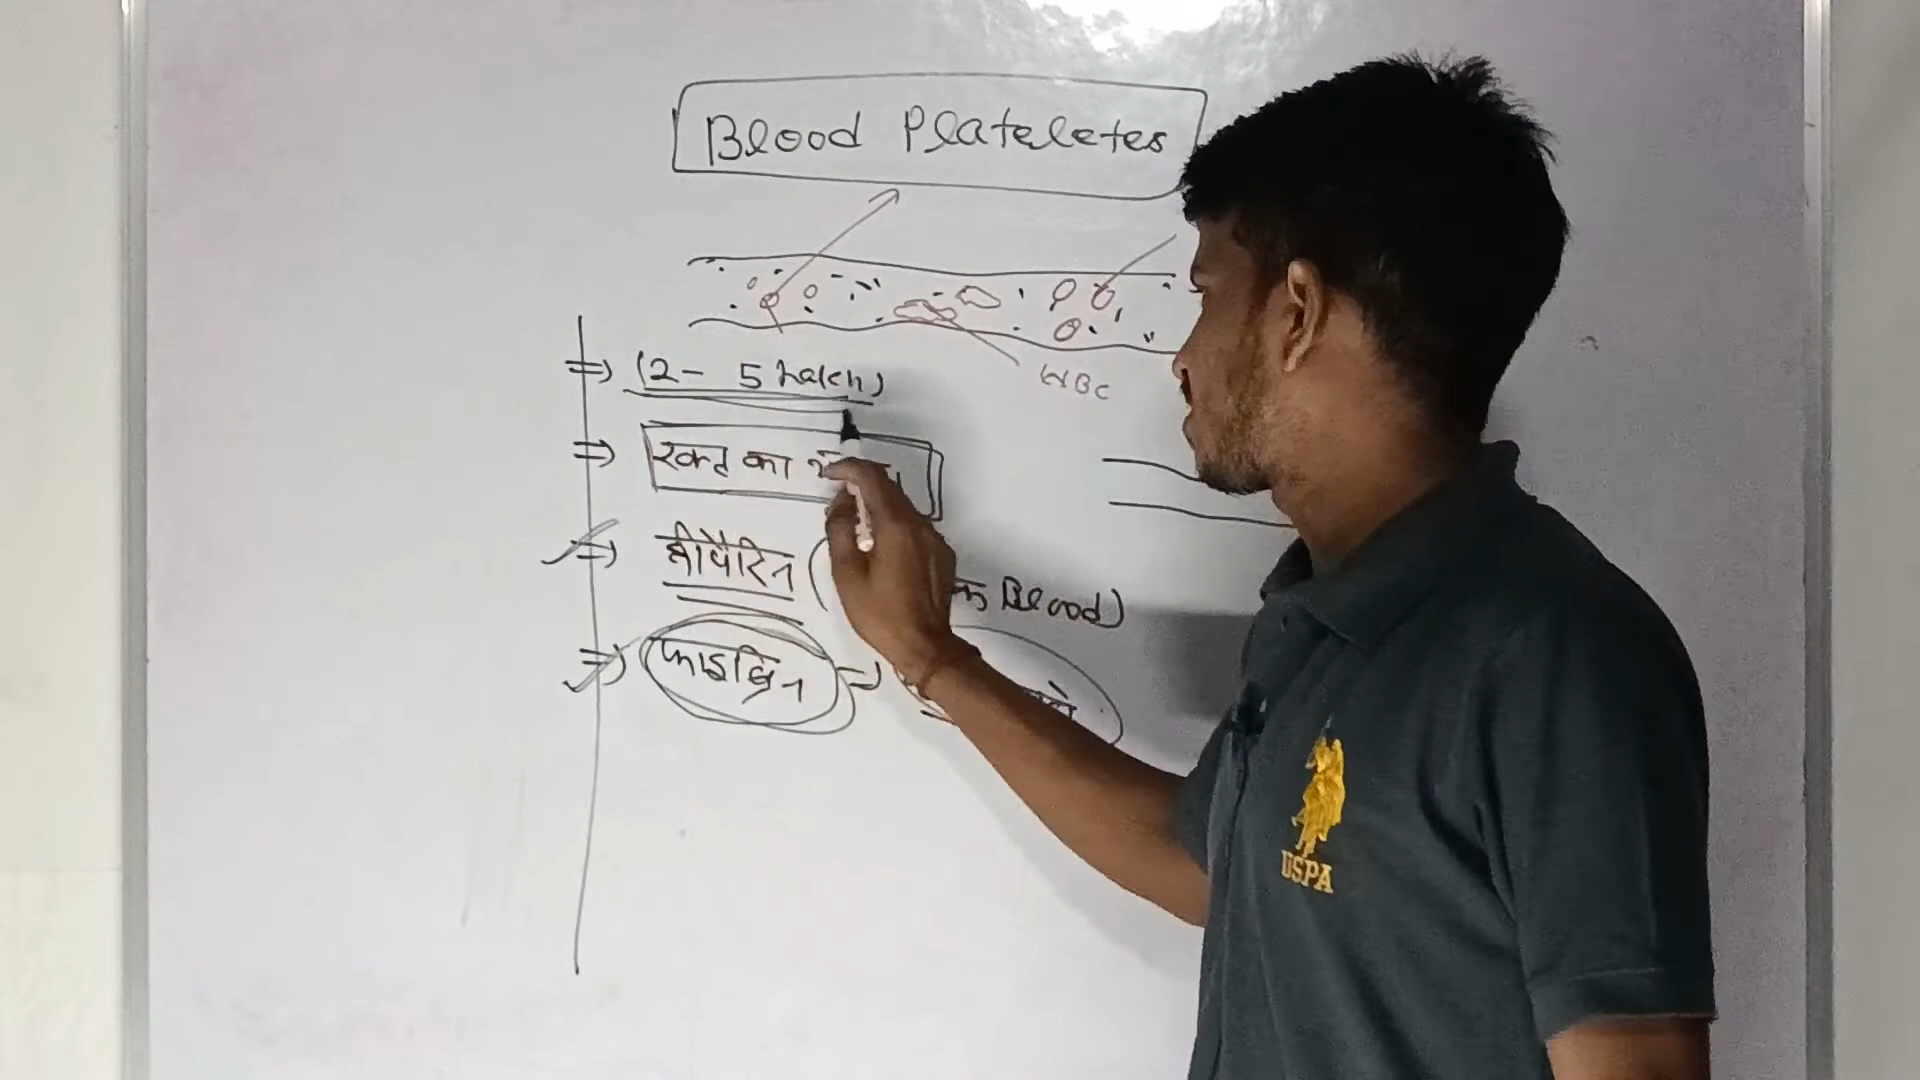 Blood Plateletes
WBC
(2 - 5 lakh)
रक्त का
हीपैरिन ( Blood)
फाइब्रिन
USPA